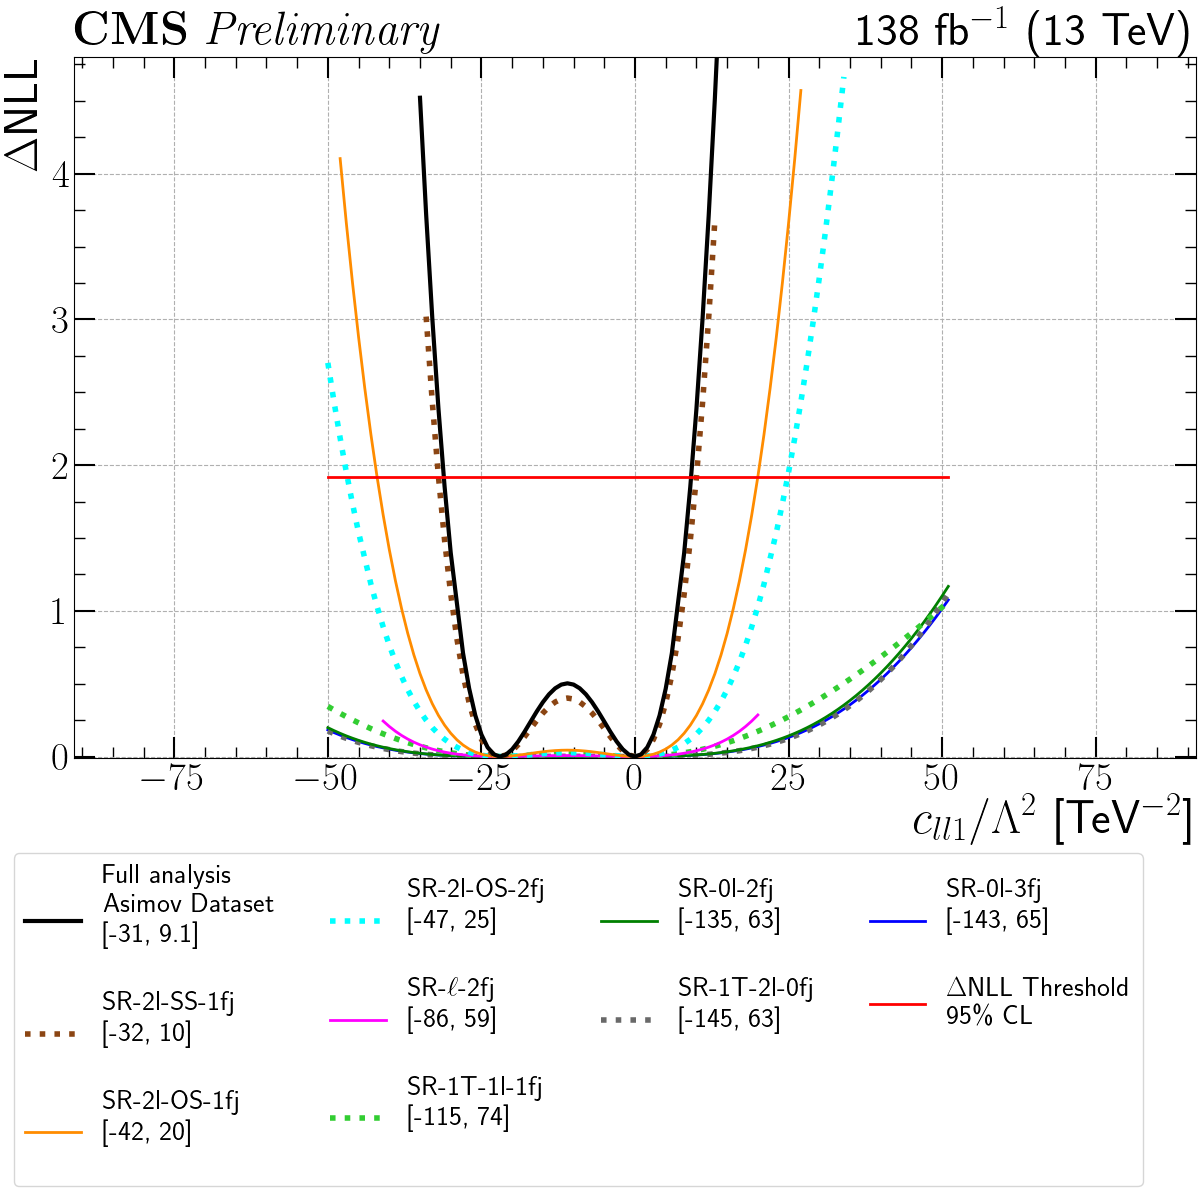 CMS Preliminary 138 fb⁻¹ (13 TeV)
ΔNLL
4
3
2
1
0
−75 −50 −25 0 25 50 75
c_{ll1}/Λ² [TeV⁻²]
Full analysis
Asimov Dataset
[-31, 9.1]
SR-2l-SS-1fj
[-32, 10]
SR-2l-OS-1fj
[-42, 20]
SR-2l-OS-2fj
[-47, 25]
SR-ℓ-2fj
[-86, 59]
SR-1T-1l-1fj
[-115, 74]
SR-0l-2fj
[-135, 63]
SR-1T-2l-0fj
[-145, 63]
SR-0l-3fj
[-143, 65]
ΔNLL Threshold
95% CL